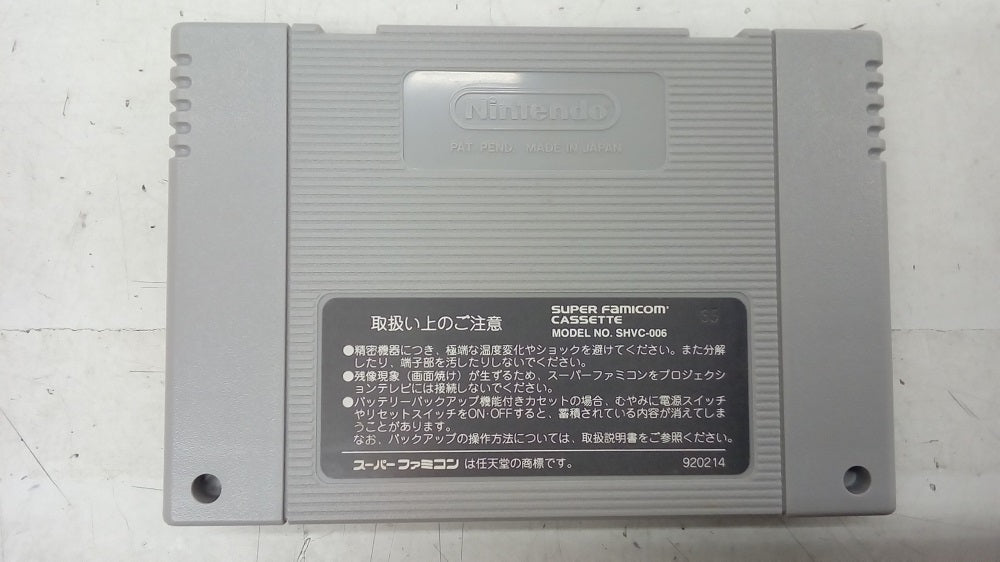 Nintendo
PAT. PEND. MADE IN JAPAN
取扱い上のご注意
SUPER FAMICOM
CASSETTE
MODEL NO. SHVC-006
35
●精密機器につき、極端な温度変化やショックを避けてください。また分解
したり、端子部を汚したりしないでください。
●残像現象（画面焼け）が生ずるため、スーパーファミコンをプロジェクシ
ョンテレビには接続しないでください。
●バッテリーバックアップ機能付きカセットの場合、むやみに電源スイッチ
やリセットスイッチをON・OFFすると、蓄積されている内容が消えてしま
うことがあります。
なお、バックアップの操作方法については、取扱説明書をご参照ください。
スーパーファミコンは任天堂の商標です。
920214